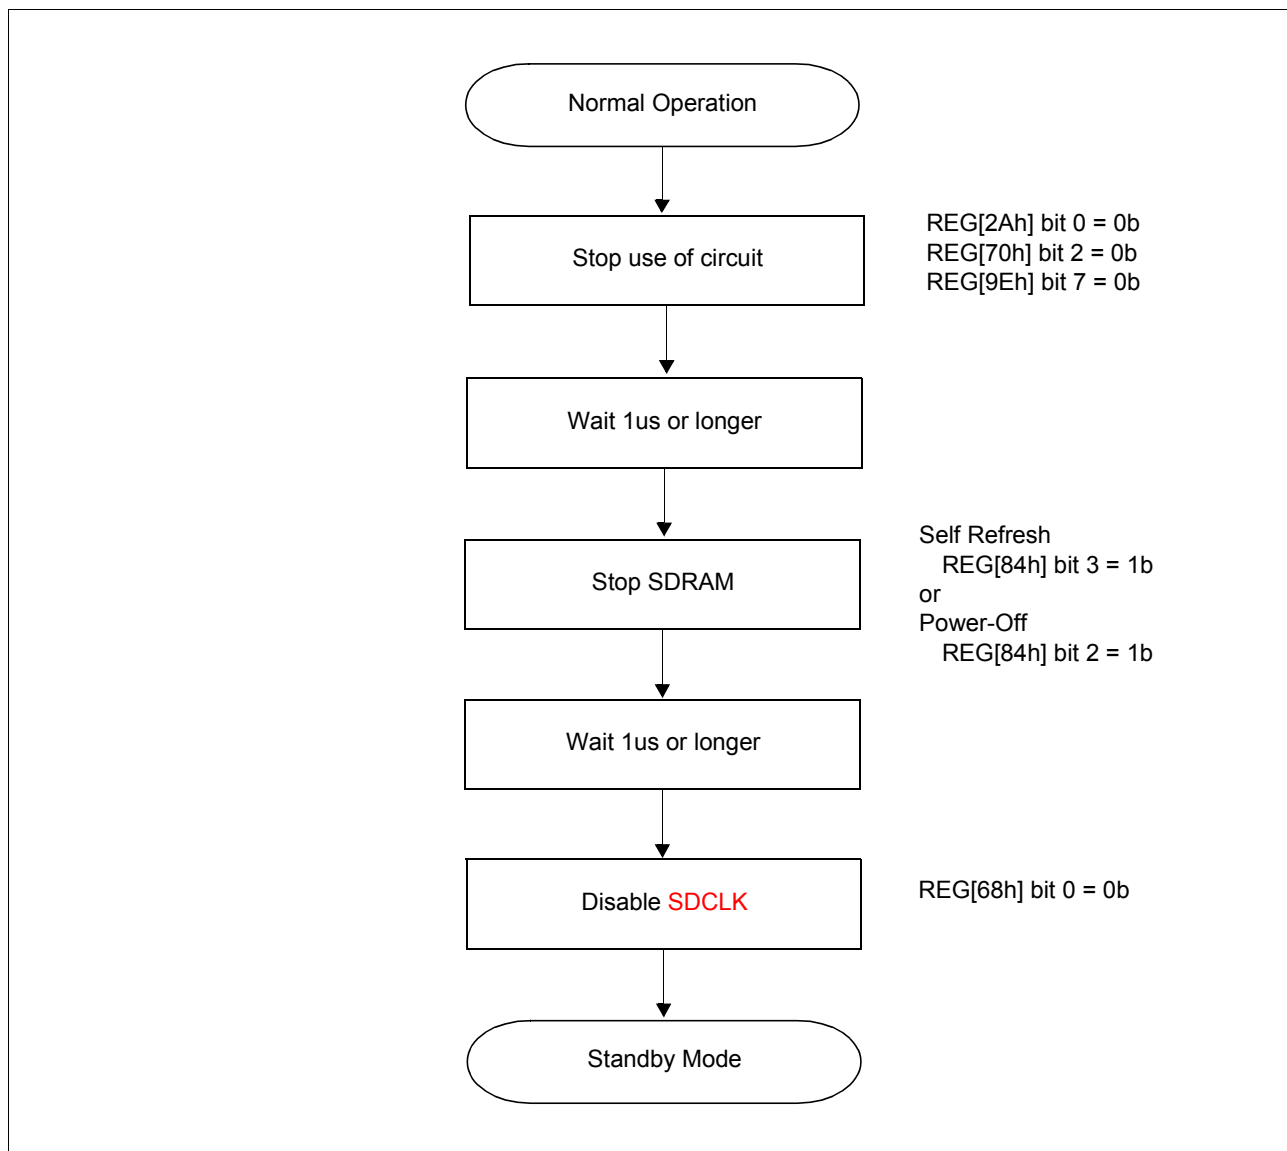 Normal Operation
Stop use of circuit
REG[2Ah] bit 0 = 0b
REG[70h] bit 2 = 0b
REG[9Eh] bit 7 = 0b
Wait 1us or longer
Stop SDRAM
Self Refresh
REG[84h] bit 3 = 1b
or
Power-Off
REG[84h] bit 2 = 1b
Wait 1us or longer
Disable SDCLK
REG[68h] bit 0 = 0b
Standby Mode